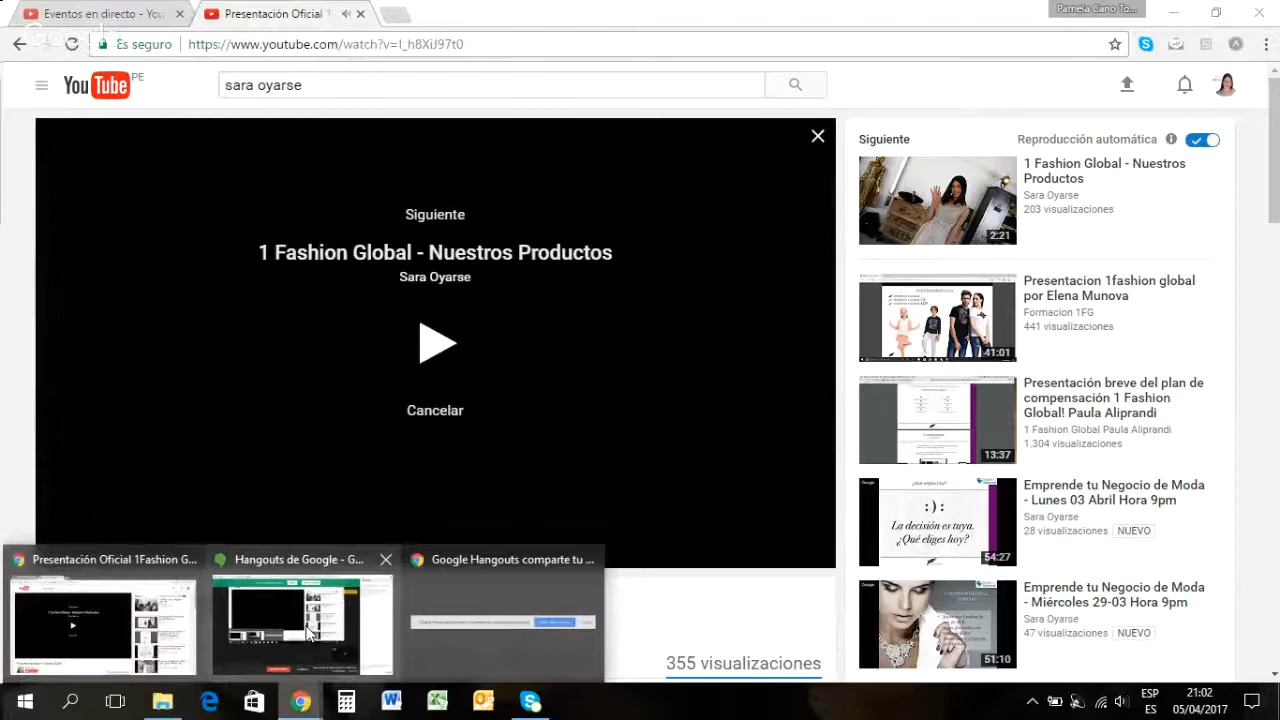 Eventos en directo - You
Presentación Oficial 1
Pamela Cano To...
Es seguro
https://www.youtube.com/watch?v=I_h8XiJ97t0
YouTube PE
sara oyarse
Siguiente
1 Fashion Global - Nuestros Productos
Sara Oyarse
Cancelar
355 visualizaciones
Siguiente
Reproducción automática
1 Fashion Global - Nuestros
Productos
Sara Oyarse
203 visualizaciones
2:21
Presentacion 1fashion global
por Elena Munova
Formacion 1FG
441 visualizaciones
41:01
Presentación breve del plan de
compensación 1 Fashion
Global! Paula Aliprandi
1 Fashion Global Paula Aliprandi
1.304 visualizaciones
13:37
Emprende tu Negocio de Moda
- Lunes 03 Abril Hora 9pm
Sara Oyarse
28 visualizaciones NUEVO
¿Qué eliges hoy?
: ) :
La decisión es tuya.
¿Qué eliges hoy?
54:27
Emprende tu Negocio de Moda
- Miércoles 29-03 Hora 9pm
Sara Oyarse
47 visualizaciones NUEVO
51:10
Presentación Oficial 1Fashion G...
Hangouts de Google - G...
Google Hangouts comparte tu ...
ESP
ES
21:02
05/04/2017